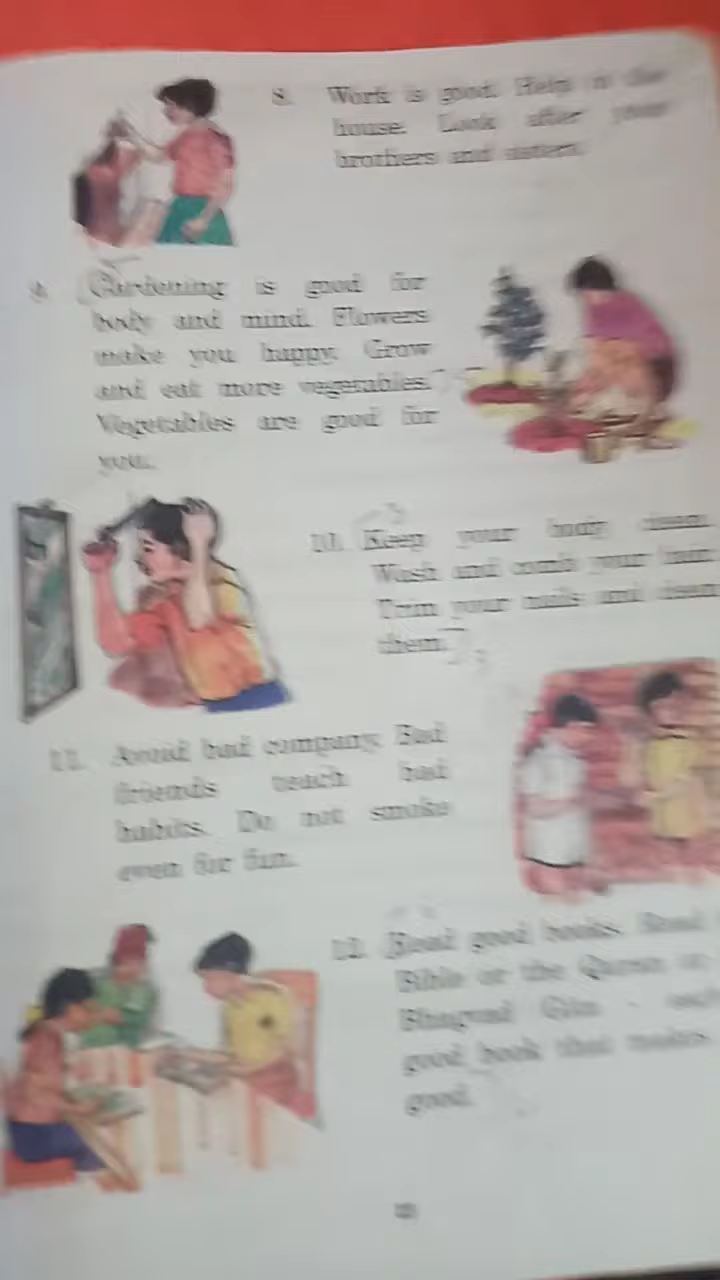 8. Work is good. Help in the
house. Look after your
brothers and sisters.
9. Gardening is good for
body and mind. Flowers
make you happy. Grow
and eat more vegetables.
Vegetables are good for
you.
10. Keep your body clean.
Wash and comb your hair.
Trim your nails and clean
them.
11. Avoid bad company. Bad
friends teach bad
habits. Do not smoke
even for fun.
12. Read good books. Read
Bible or the Quran or
Bhagvad Gita -
good book that makes
good.